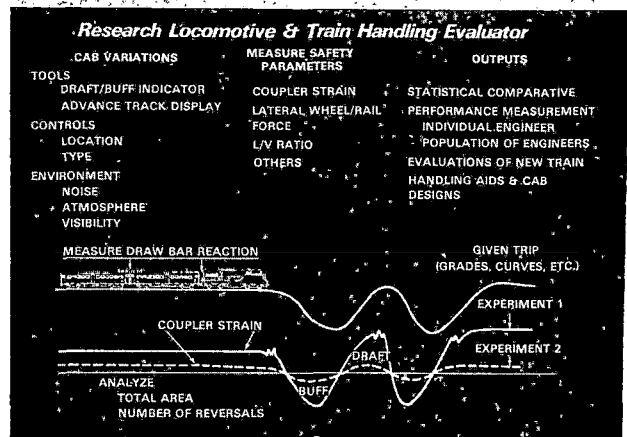 Research Locomotive & Train Handling Evaluator
CAB VARIATIONS
TOOLS
DRAFT/BUFF INDICATOR
ADVANCE TRACK DISPLAY
CONTROLS
LOCATION
TYPE
ENVIRONMENT
NOISE
ATMOSPHERE
VISIBILITY
MEASURE SAFETY
PARAMETERS
COUPLER STRAIN
LATERAL WHEEL/RAIL
FORCE
L/V RATIO
OTHERS
OUTPUTS
STATISTICAL COMPARATIVE
PERFORMANCE MEASUREMENT
INDIVIDUAL ENGINEER
POPULATION OF ENGINEERS
EVALUATIONS OF NEW TRAIN
HANDLING AIDS & CAB
DESIGNS
MEASURE DRAW BAR REACTION
GIVEN TRIP
(GRADES, CURVES, ETC.)
EXPERIMENT 1
COUPLER STRAIN
DRAFT
EXPERIMENT 2
BUFF
ANALYZE
TOTAL AREA
NUMBER OF REVERSALS